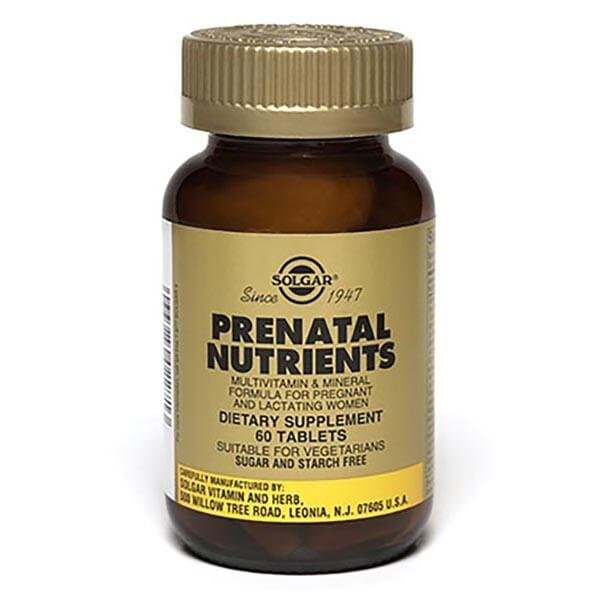 SOLGAR®
Since 1947
PRENATAL
NUTRIENTS
MULTIVITAMIN & MINERAL
FORMULA FOR PREGNANT
AND LACTATING WOMEN
DIETARY SUPPLEMENT
60 TABLETS
SUITABLE FOR VEGETARIANS
SUGAR AND STARCH FREE
CAREFULLY MANUFACTURED BY:
SOLGAR VITAMIN AND HERB,
500 WILLOW TREE ROAD, LEONIA, N.J. 07605 U.S.A.